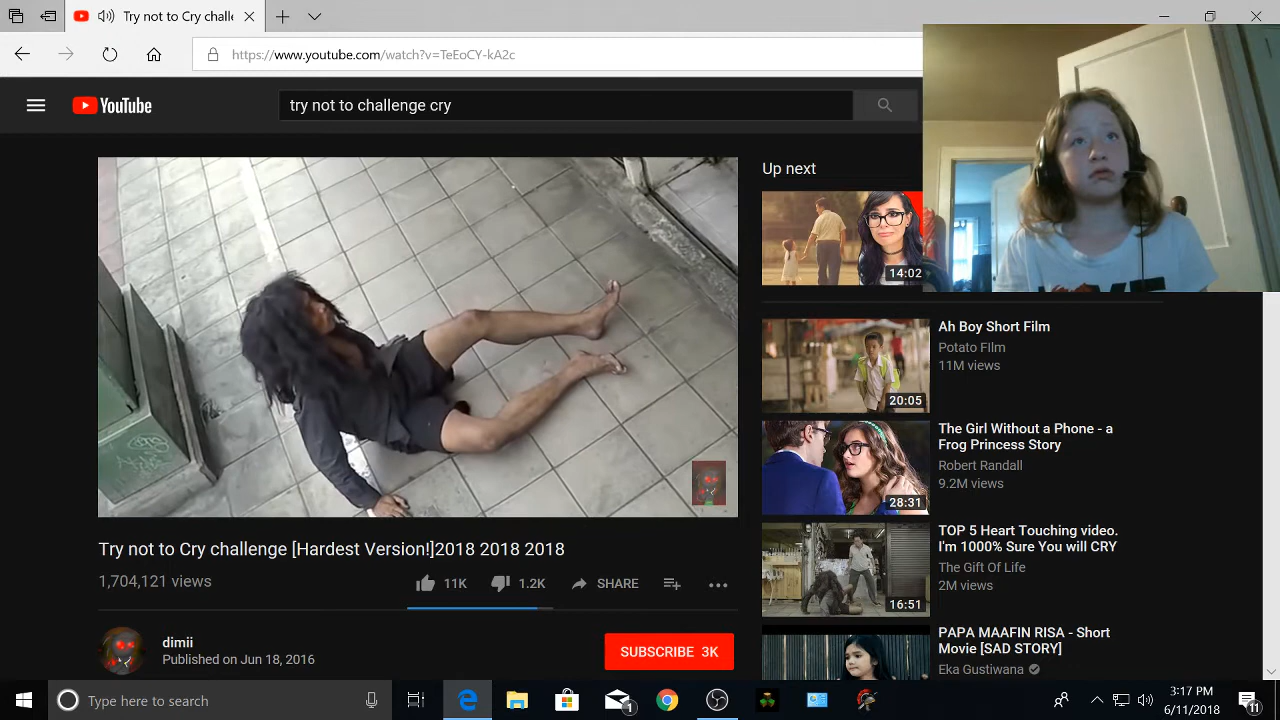 Try not to Cry chall
https://www.youtube.com/watch?v=TeEoCY-kA2c
YouTube
try not to challenge cry
Up next
14:02
Ah Boy Short Film
Potato FIlm
11M views
20:05
The Girl Without a Phone - a
Frog Princess Story
Robert Randall
9.2M views
28:31
TOP 5 Heart Touching video.
I'm 1000% Sure You will CRY
The Gift Of Life
2M views
16:51
PAPA MAAFIN RISA - Short
Movie [SAD STORY]
Eka Gustiwana
Try not to Cry challenge [Hardest Version!]2018 2018 2018
1,704,121 views
11K
1.2K
SHARE
dimii
Published on Jun 18, 2016
SUBSCRIBE 3K
Type here to search
1
3:17 PM
6/11/2018
11